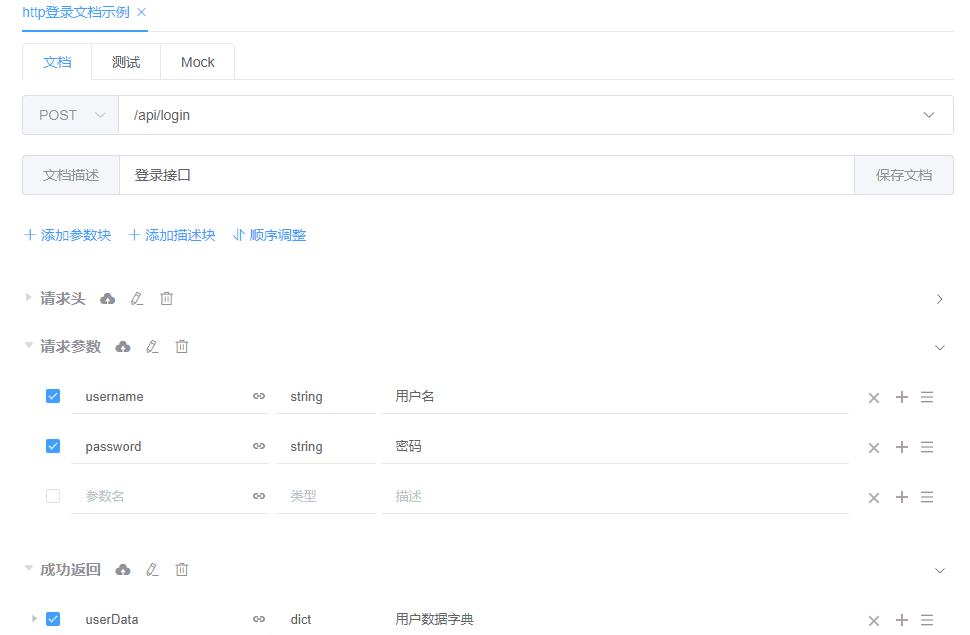 http登录文档示例
文档 测试 Mock
POST /api/login
文档描述 登录接口 保存文档
添加参数块 添加描述块 顺序调整
请求头
请求参数
username string 用户名
password string 密码
参数名 类型 描述
成功返回
userData dict 用户数据字典